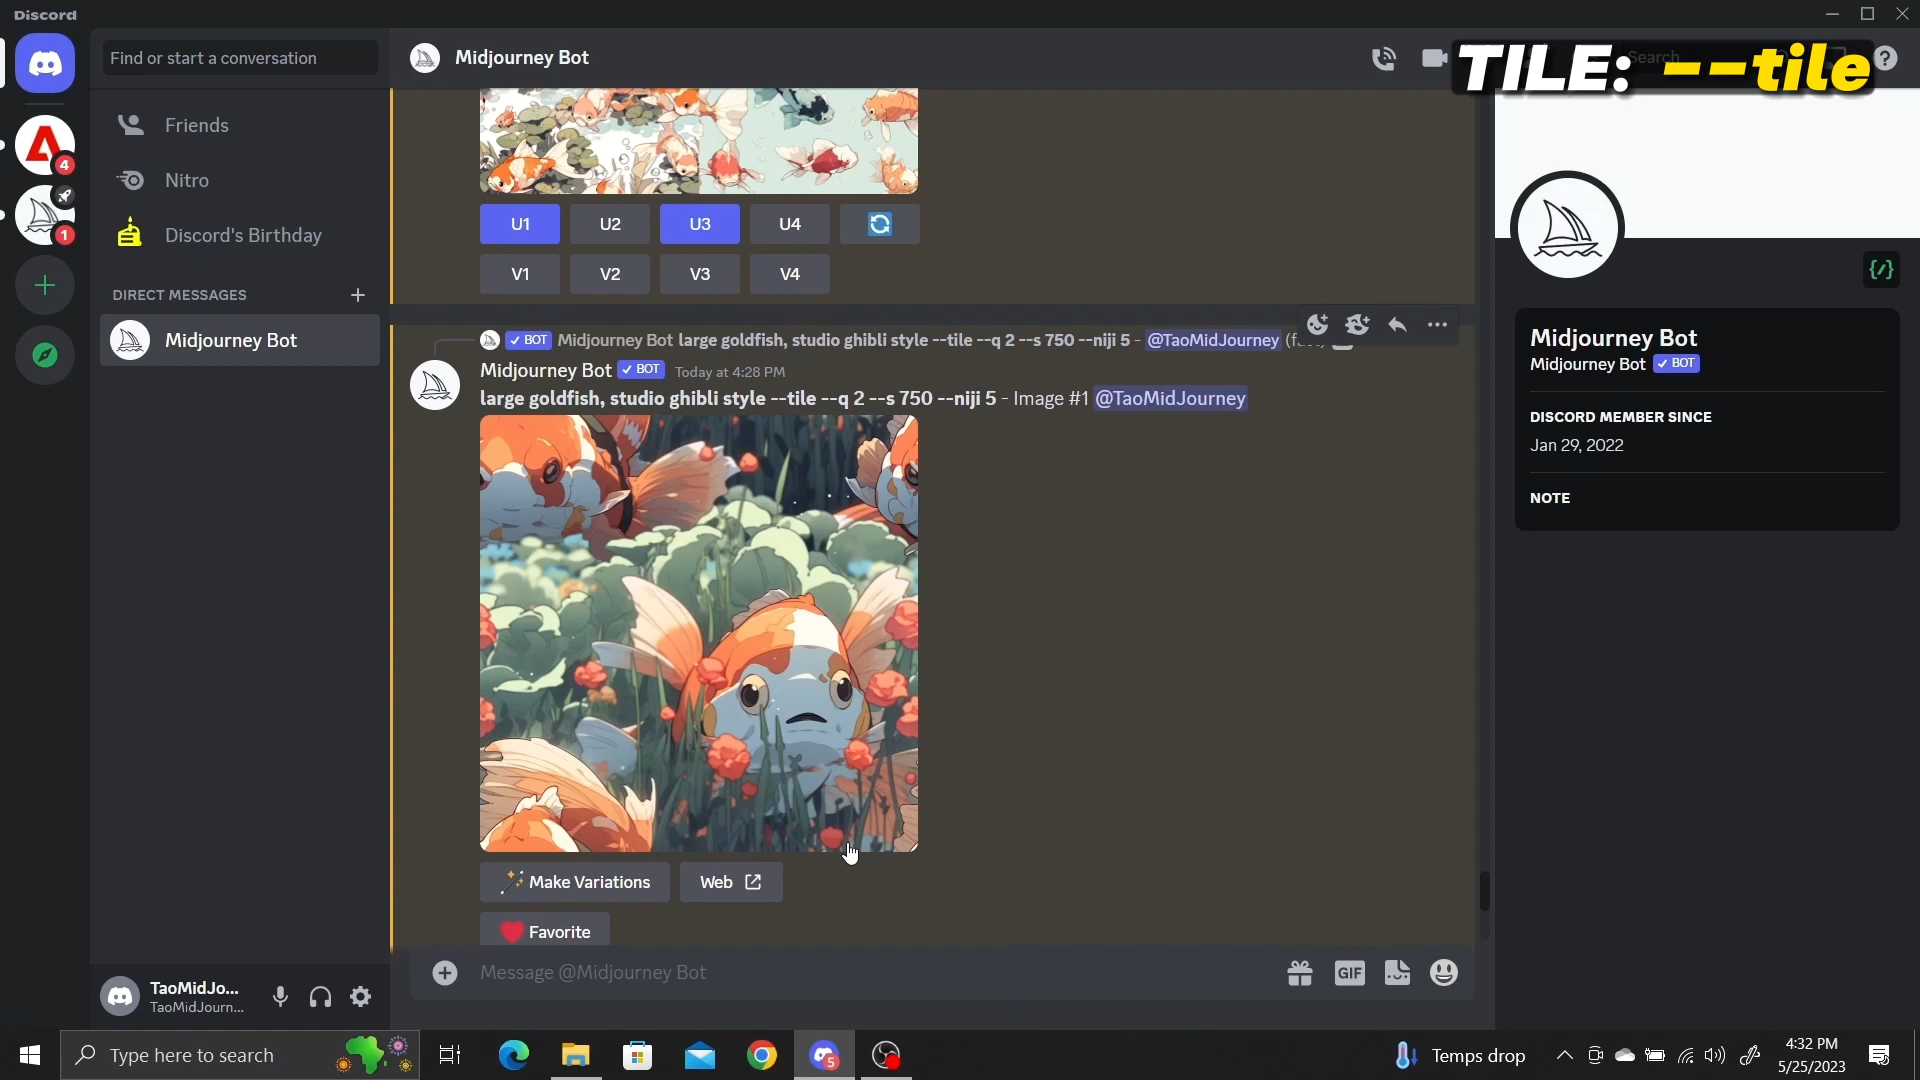 Discord
Find or start a conversation
Midjourney Bot
Search
TILE: --tile
Friends
Nitro
Discord's Birthday
DIRECT MESSAGES
Midjourney Bot
4
1
U1 U2 U3 U4
V1 V2 V3 V4
BOT Midjourney Bot large goldfish, studio ghibli style --tile --q 2 --s 750 --niji 5 - @TaoMidJourney
Midjourney Bot BOT Today at 4:28 PM
large goldfish, studio ghibli style --tile --q 2 --s 750 --niji 5 - Image #1 @TaoMidJourney
Make Variations
Web
Favorite
Message @Midjourney Bot
GIF
Midjourney Bot
Midjourney Bot BOT
DISCORD MEMBER SINCE
Jan 29, 2022
NOTE
TaoMidJo...
TaoMidJourn...
Type here to search
5
Temps drop
4:32 PM
5/25/2023